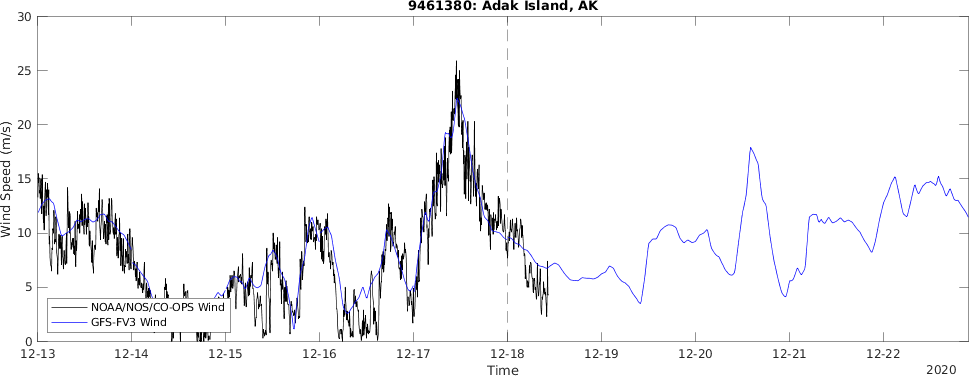 9461380: Adak Island, AK
30
25
20
15
10
5
0
Wind Speed (m/s)
NOAA/NOS/CO-OPS Wind
GFS-FV3 Wind
12-13 12-14 12-15 12-16 12-17 12-18 12-19 12-20 12-21 12-22
Time
2020